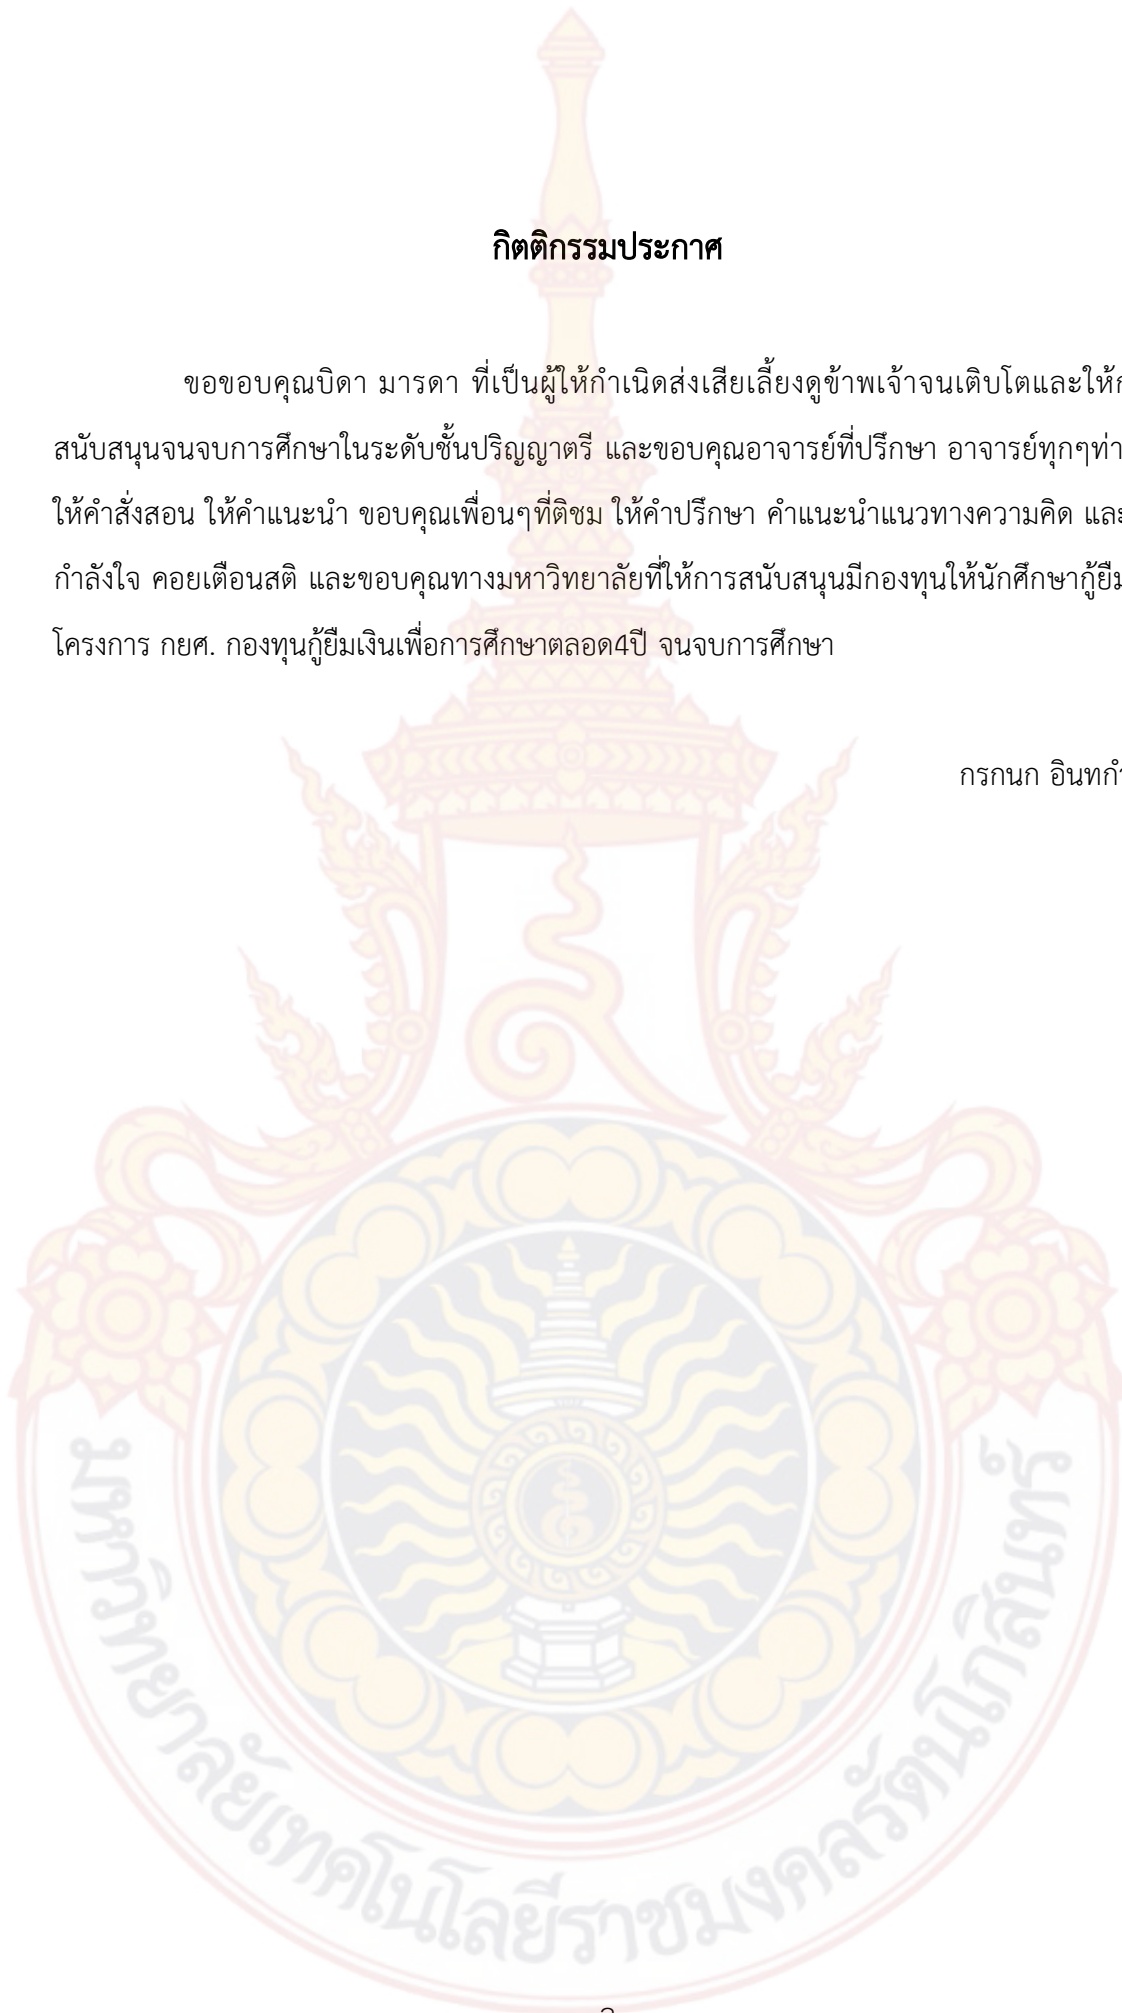 กิตติกรรมประกาศ
ขอขอบคุณบิดา มารดา ที่เป็นผู้ให้กำเนิดส่งเสียเลี้ยงดูข้าพเจ้าจนเติบโตและให้ก
สนับสนุนจนจบการศึกษาในระดับชั้นปริญญาตรี และขอบคุณอาจารย์ที่ปรึกษา อาจารย์ทุกๆท่า
ให้คำสั่งสอน ให้คำแนะนำ ขอบคุณเพื่อนๆที่ติชม ให้คำปรึกษา คำแนะนำแนวทางความคิด และ
กำลังใจ คอยเตือนสติ และขอบคุณทางมหาวิทยาลัยที่ให้การสนับสนุนมีกองทุนให้นักศึกษากู้ยืม
โครงการ กยศ. กองทุนกู้ยืมเงินเพื่อการศึกษาตลอด4ปี จนจบการศึกษา
กรกนก อินทกำ
มหาวิทยาลัยเทคโนโลยีราชมงคลรัตนโกสินทร์